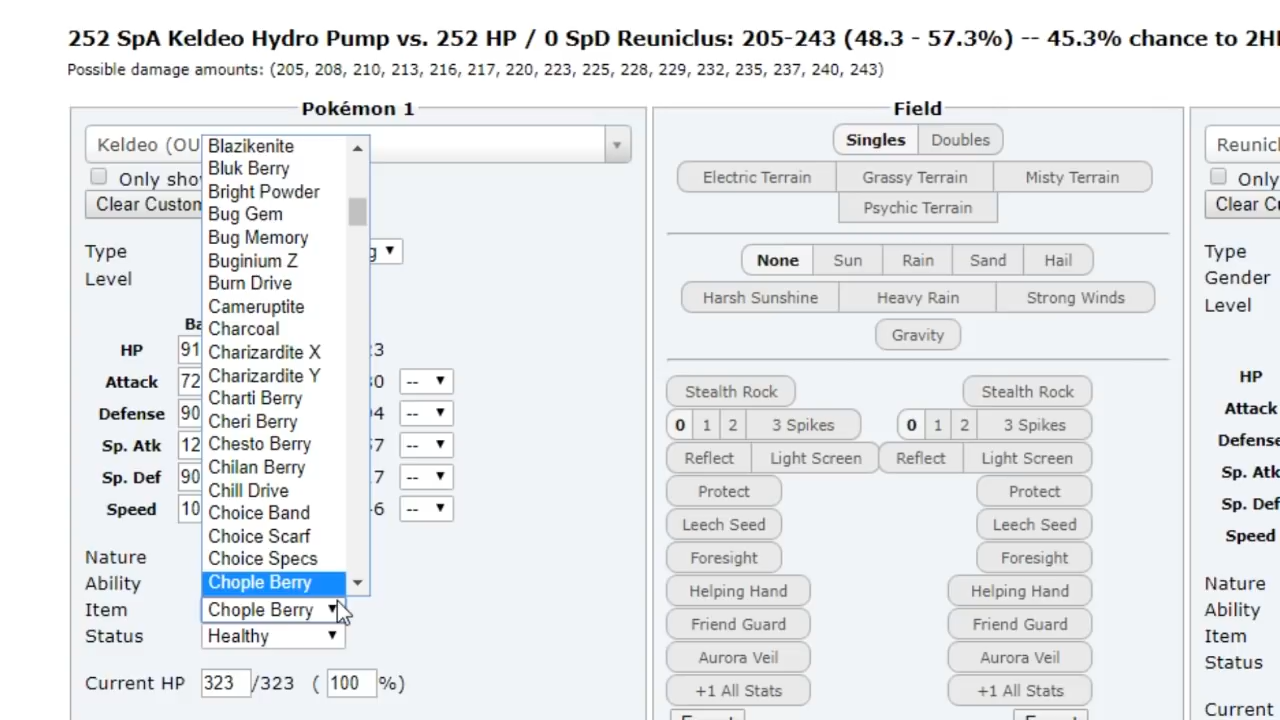 252 SpA Keldeo Hydro Pump vs. 252 HP / 0 SpD Reuniclus: 205-243 (48.3 - 57.3%) -- 45.3% chance to 2H
Possible damage amounts: (205, 208, 210, 213, 216, 217, 220, 223, 225, 228, 229, 232, 235, 237, 240, 243)
Pokémon 1
Keldeo (OU
Only sho
Clear Custom
Type
Level
HP 91
Attack 72 --
Defense 90 --
Sp. Atk 12 --
Sp. Def 90 --
Speed 10 --
Nature
Ability
Item Chople Berry
Status Healthy
Current HP 323 /323 ( 100 %)
Blazikenite
Bluk Berry
Bright Powder
Bug Gem
Bug Memory
Buginium Z
Burn Drive
Cameruptite
Charcoal
Charizardite X
Charizardite Y
Charti Berry
Cheri Berry
Chesto Berry
Chilan Berry
Chill Drive
Choice Band
Choice Scarf
Choice Specs
Chople Berry
Field
Singles Doubles
Electric Terrain Grassy Terrain Misty Terrain
Psychic Terrain
None Sun Rain Sand Hail
Harsh Sunshine Heavy Rain Strong Winds
Gravity
Stealth Rock Stealth Rock
0 1 2 3 Spikes 0 1 2 3 Spikes
Reflect Light Screen Reflect Light Screen
Protect Protect
Leech Seed Leech Seed
Foresight Foresight
Helping Hand Helping Hand
Friend Guard Friend Guard
Aurora Veil Aurora Veil
+1 All Stats +1 All Stats
Reunicl
Only
Clear Cu
Type
Gender
Level
HP
Attack
Defense
Sp. Atk
Sp. Def
Speed
Nature
Ability
Item
Status
Current